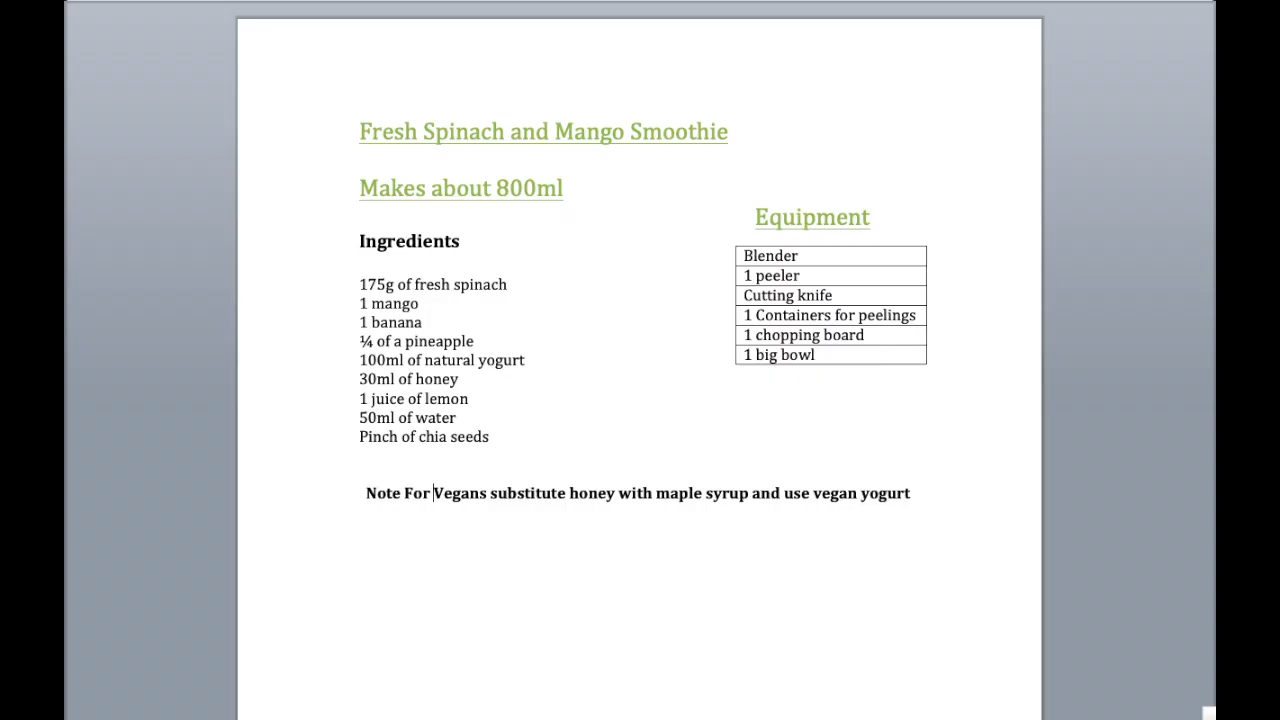 Fresh Spinach and Mango Smoothie
Makes about 800ml
Ingredients
175g of fresh spinach
1 mango
1 banana
¼ of a pineapple
100ml of natural yogurt
30ml of honey
1 juice of lemon
50ml of water
Pinch of chia seeds
Equipment
Blender
1 peeler
Cutting knife
1 Containers for peelings
1 chopping board
1 big bowl
Note For Vegans substitute honey with maple syrup and use vegan yogurt